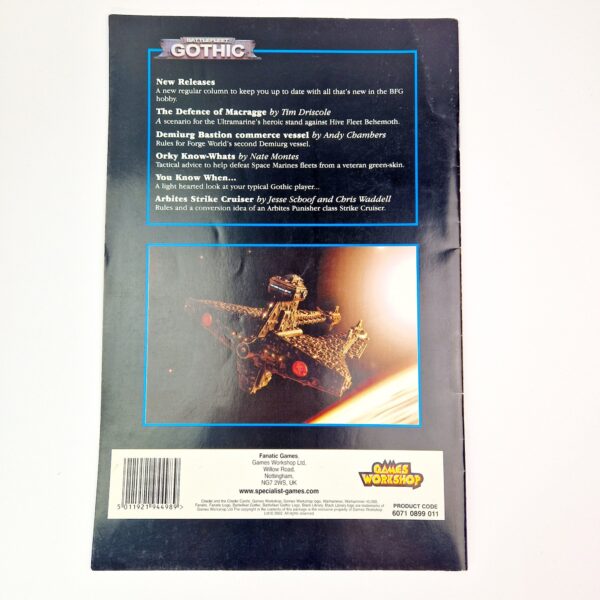 BATTLEFLEET
GOTHIC
New Releases
A new regular column to keep you up to date with all that's new in the BFG
hobby.
The Defence of Macragge by Tim Driscole
A scenario for the Ultramarine's heroic stand against Hive Fleet Behemoth.
Demiurg Bastion commerce vessel by Andy Chambers
Rules for Forge World's second Demiurg vessel.
Orky Know-Whats by Nate Montes
Tactical advice to help defeat Space Marines fleets from a veteran green-skin.
You Know When...
A light hearted look at your typical Gothic player...
Arbites Strike Cruiser by Jesse Schoof and Chris Waddell
Rules and a conversion idea of an Arbites Punisher class Strike Cruiser.
Fanatic Games,
Games Workshop Ltd,
Willow Road,
Nottingham,
NG7 2WS, UK
www.specialist-games.com
GAMES
WORKSHOP
PRODUCT CODE
6071 0899 011
5 011921 944989 >